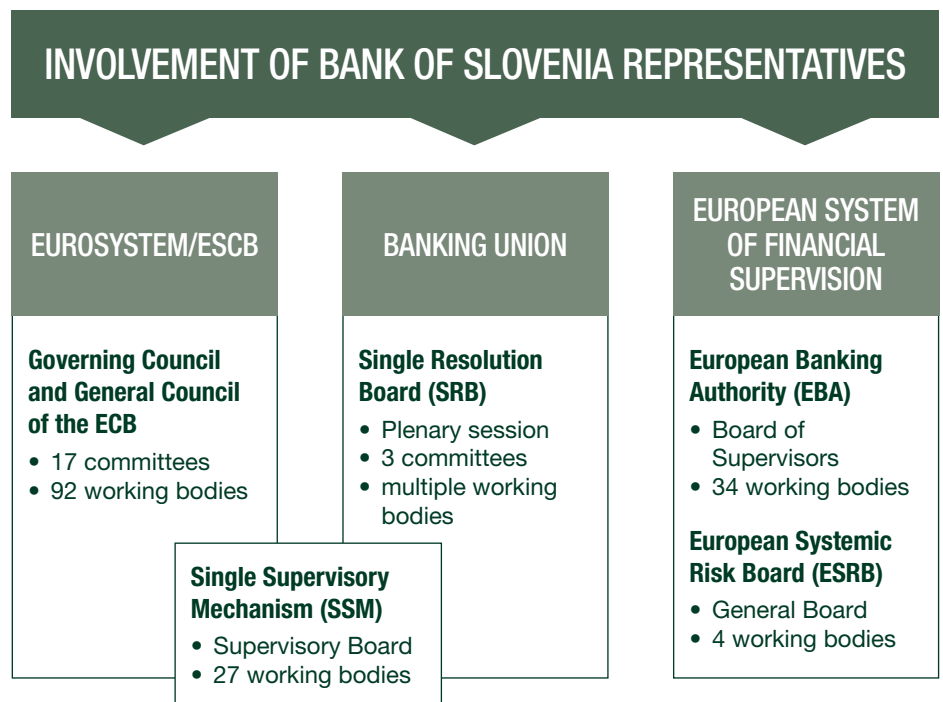 INVOLVEMENT OF BANK OF SLOVENIA REPRESENTATIVES
EUROSYSTEM/ESCB
Governing Council
and General Council
of the ECB
• 17 committees
• 92 working bodies
BANKING UNION
Single Resolution
Board (SRB)
• Plenary session
• 3 committees
• multiple working
bodies
Single Supervisory
Mechanism (SSM)
• Supervisory Board
• 27 working bodies
EUROPEAN SYSTEM
OF FINANCIAL
SUPERVISION
European Banking
Authority (EBA)
• Board of
Supervisors
• 34 working bodies
European Systemic
Risk Board (ESRB)
• General Board
• 4 working bodies